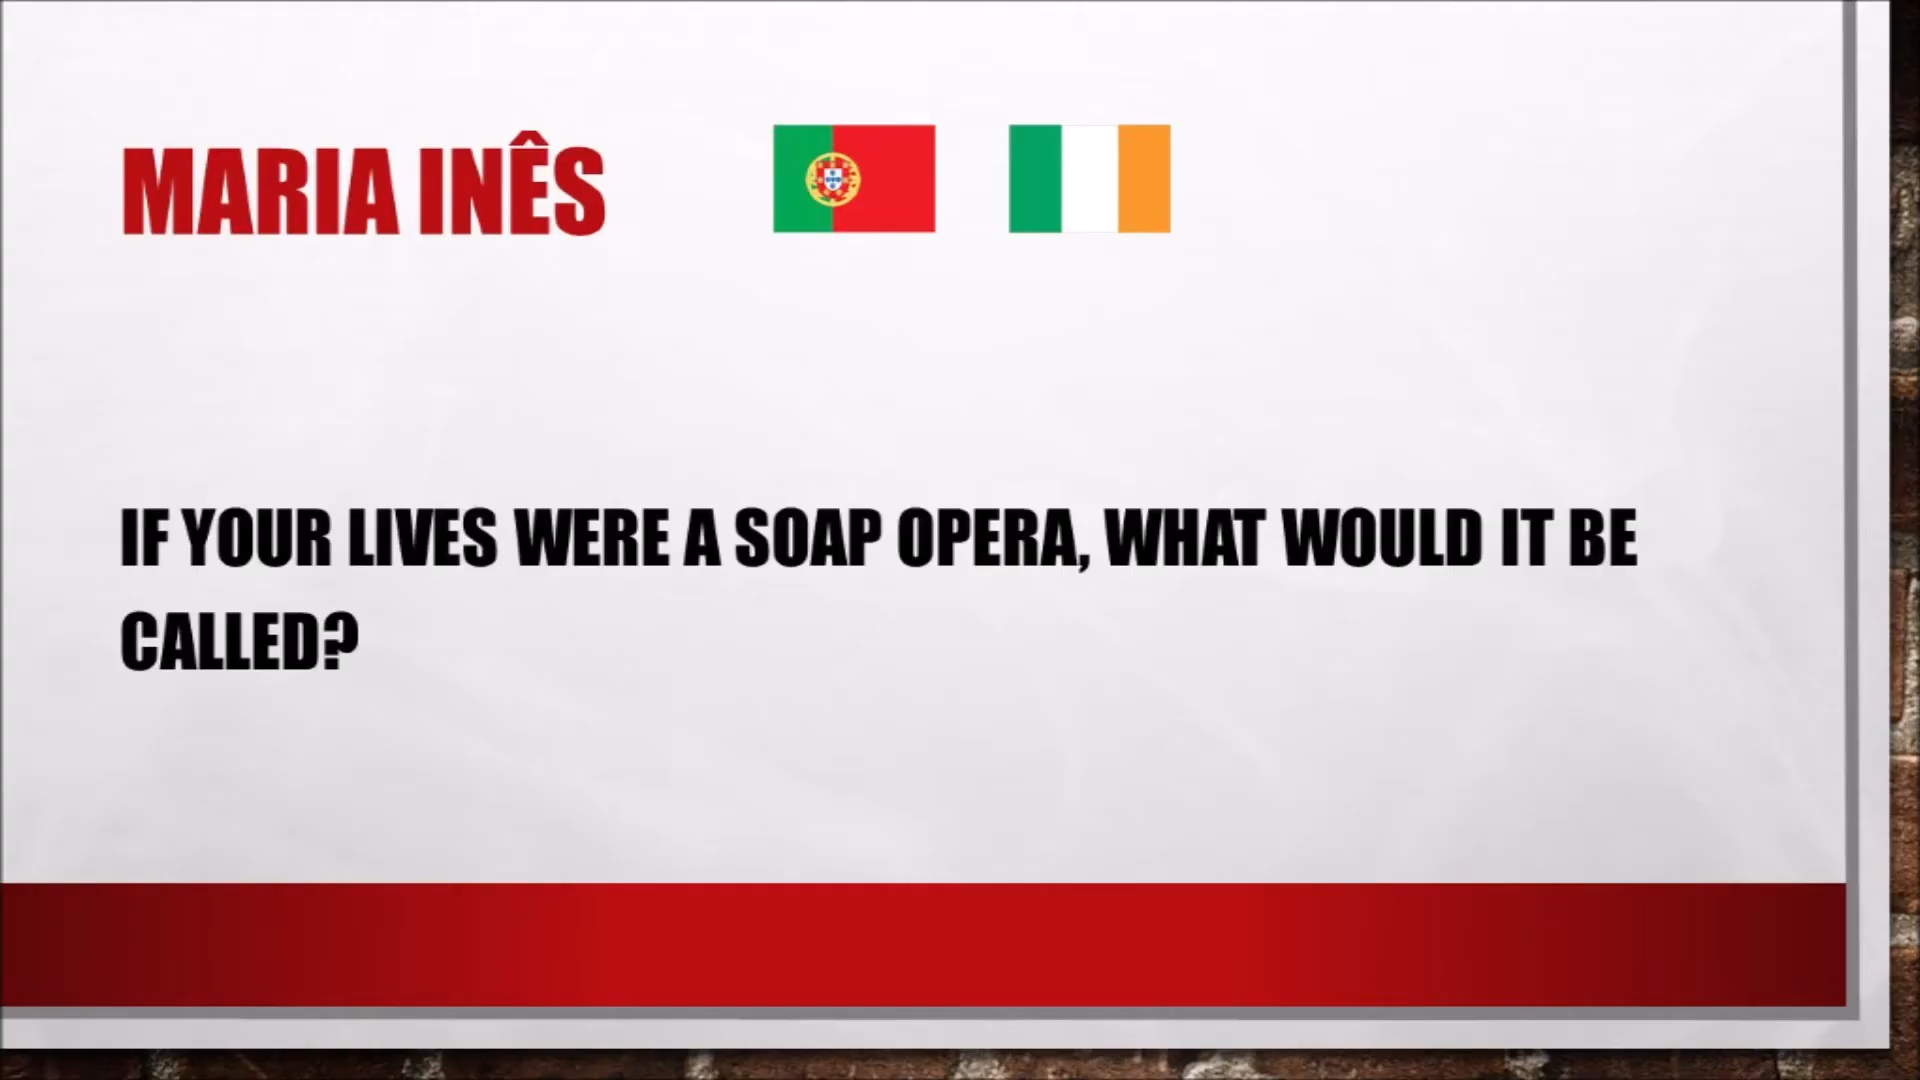 MARIA INÊS
IF YOUR LIVES WERE A SOAP OPERA, WHAT WOULD IT BE
CALLED?